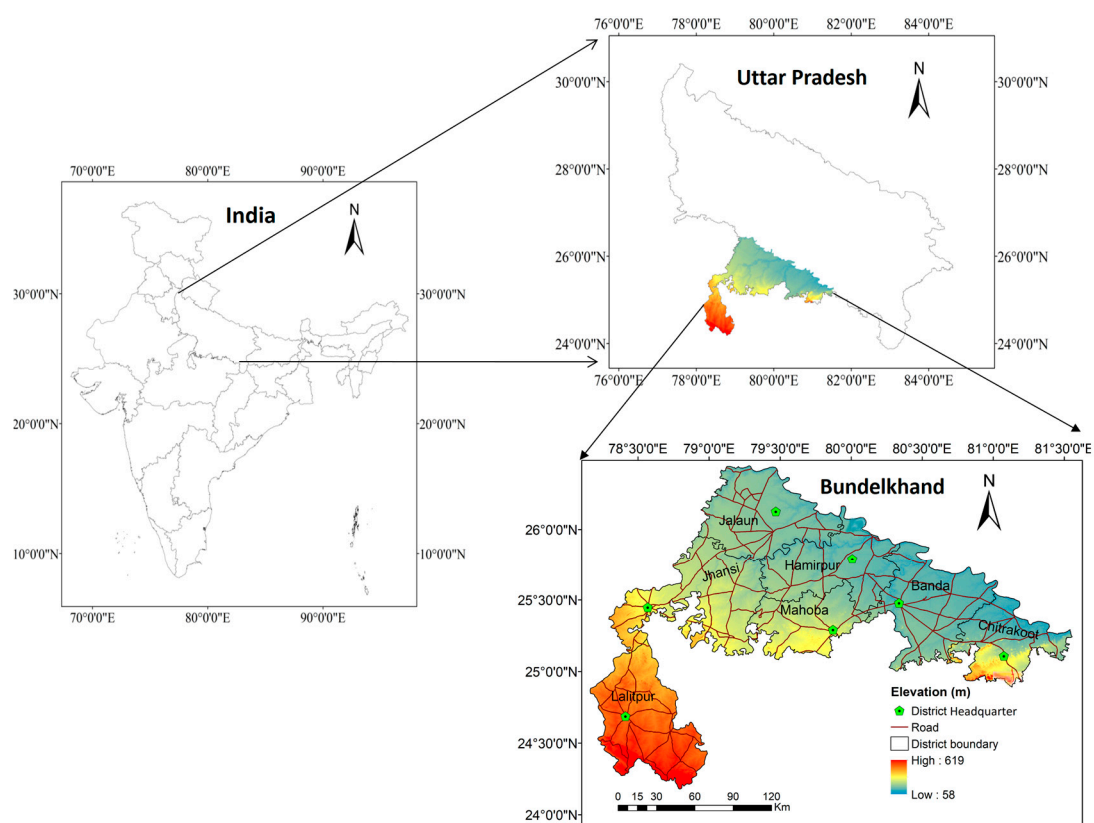 76°0'0"E 78°0'0"E 80°0'0"E 82°0'0"E 84°0'0"E
Uttar Pradesh
N
30°0'0"N 30°0'0"N
28°0'0"N 28°0'0"N
26°0'0"N 26°0'0"N
24°0'0"N 24°0'0"N
76°0'0"E 78°0'0"E 80°0'0"E 82°0'0"E 84°0'0"E
70°0'0"E 80°0'0"E 90°0'0"E
India
N
30°0'0"N 30°0'0"N
20°0'0"N 20°0'0"N
10°0'0"N 10°0'0"N
70°0'0"E 80°0'0"E 90°0'0"E
78°30'0"E 79°0'0"E 79°30'0"E 80°0'0"E 80°30'0"E 81°0'0"E 81°30'0"E
Bundelkhand
N
26°0'0"N
25°30'0"N
25°0'0"N
24°30'0"N
24°0'0"N
Jalaun
Jhansi
Hamirpur
Banda
Mahoba
Chitrakoot
Lalitpur
Elevation (m)
District Headquarter
Road
District boundary
High : 619
Low : 58
0 15 30 60 90 120
Km